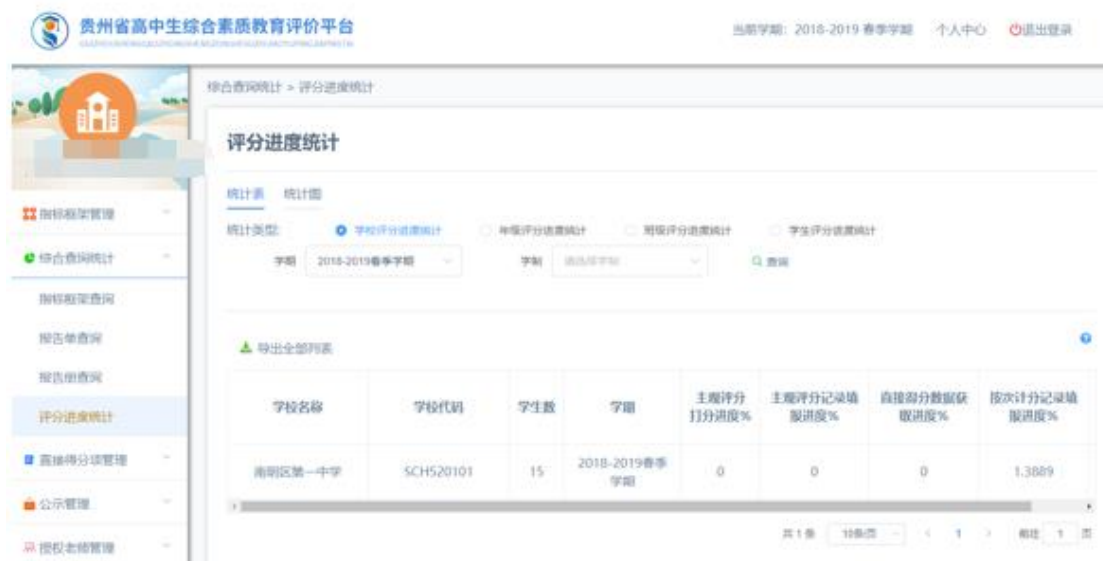 贵州省高中生综合素质教育评价平台
当前学期：2018-2019 春季学期 个人中心 退出登录
综合查询统计 > 评分进度统计
评分进度统计
统计表 统计图
指标框架管理
统计类型: 学校评分进度统计 年级评分进度统计 班级评分进度统计 学生评分进度统计
综合查询统计
学期 2018-2019春季学期 学制 请选择学制 查询
指标框架查询
报告单查询
导出全部列表
报告册查询
评分进度统计
学校名称 学校代码 学生数 学期 主观评分打分进度% 主观评分记录填报进度% 直接得分数据获取进度% 按次计分记录填报进度%
直接得分项管理
南明区第一中学 SCH520101 15 2018-2019春季学期 0 0 0 1.3889
公示管理
共 1 条 10条/页 < 1 > 前往 1 页
授权老师管理